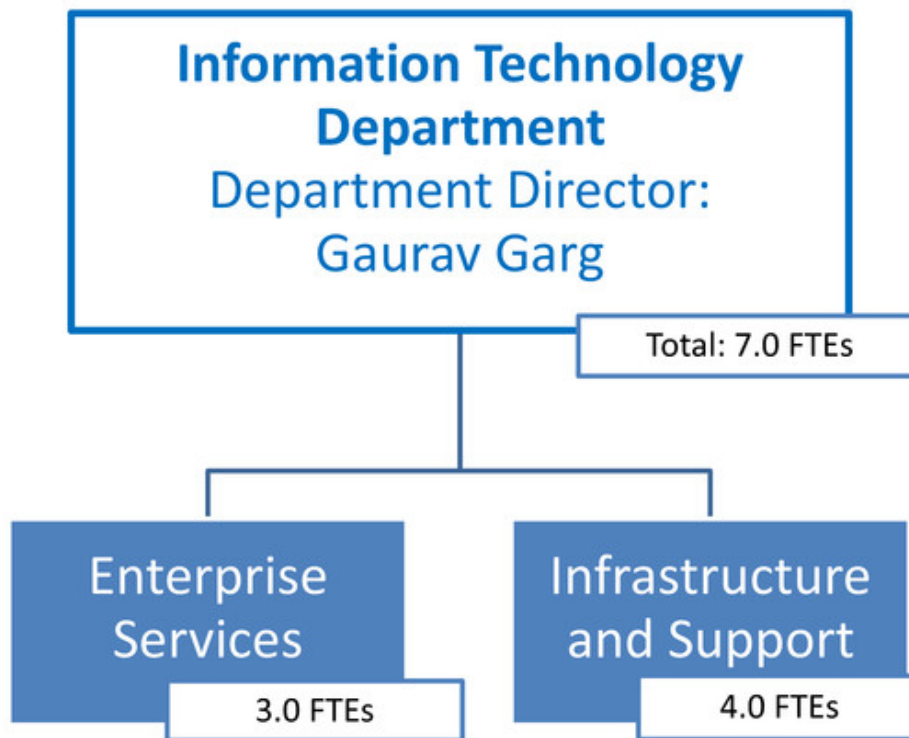 Information Technology
Department
Department Director:
Gaurav Garg
Total: 7.0 FTEs
Enterprise
Services
3.0 FTEs
Infrastructure
and Support
4.0 FTEs